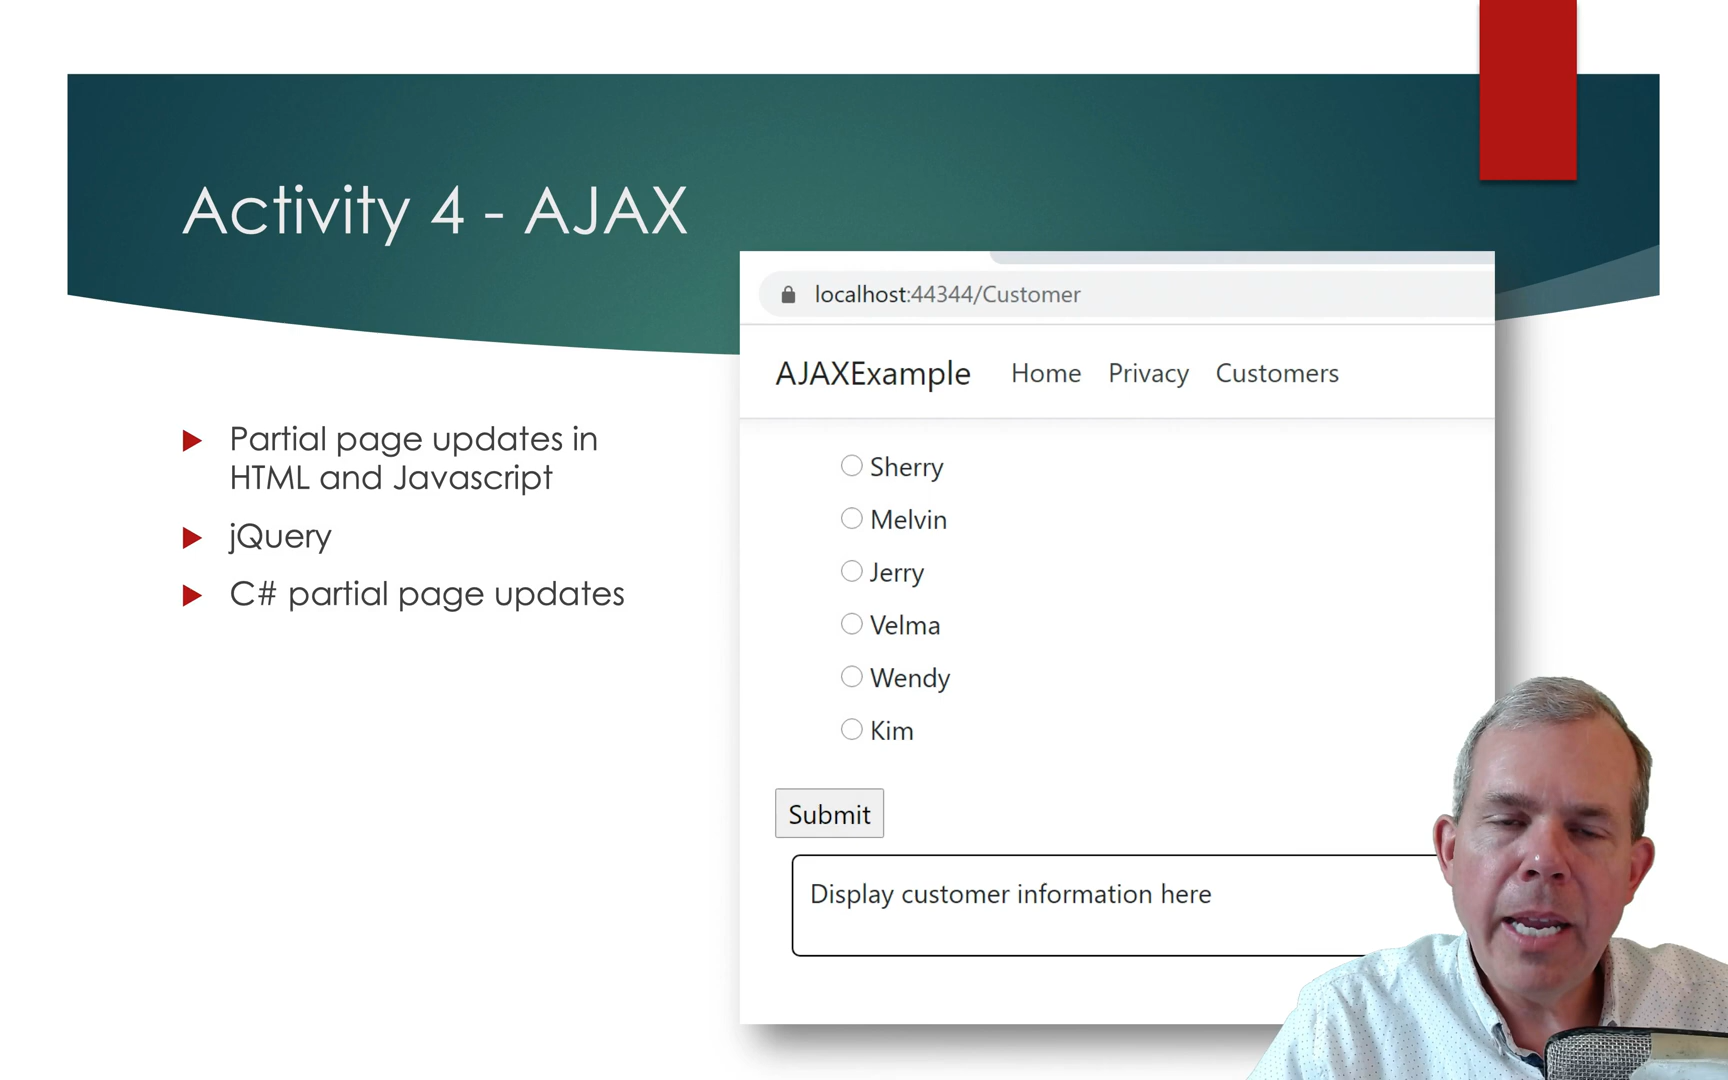 Activity 4 - AJAX
Partial page updates in
HTML and Javascript
jQuery
C# partial page updates
localhost:44344/Customer
AJAXExample Home Privacy Customers
Sherry
Melvin
Jerry
Velma
Wendy
Kim
Submit
Display customer information here